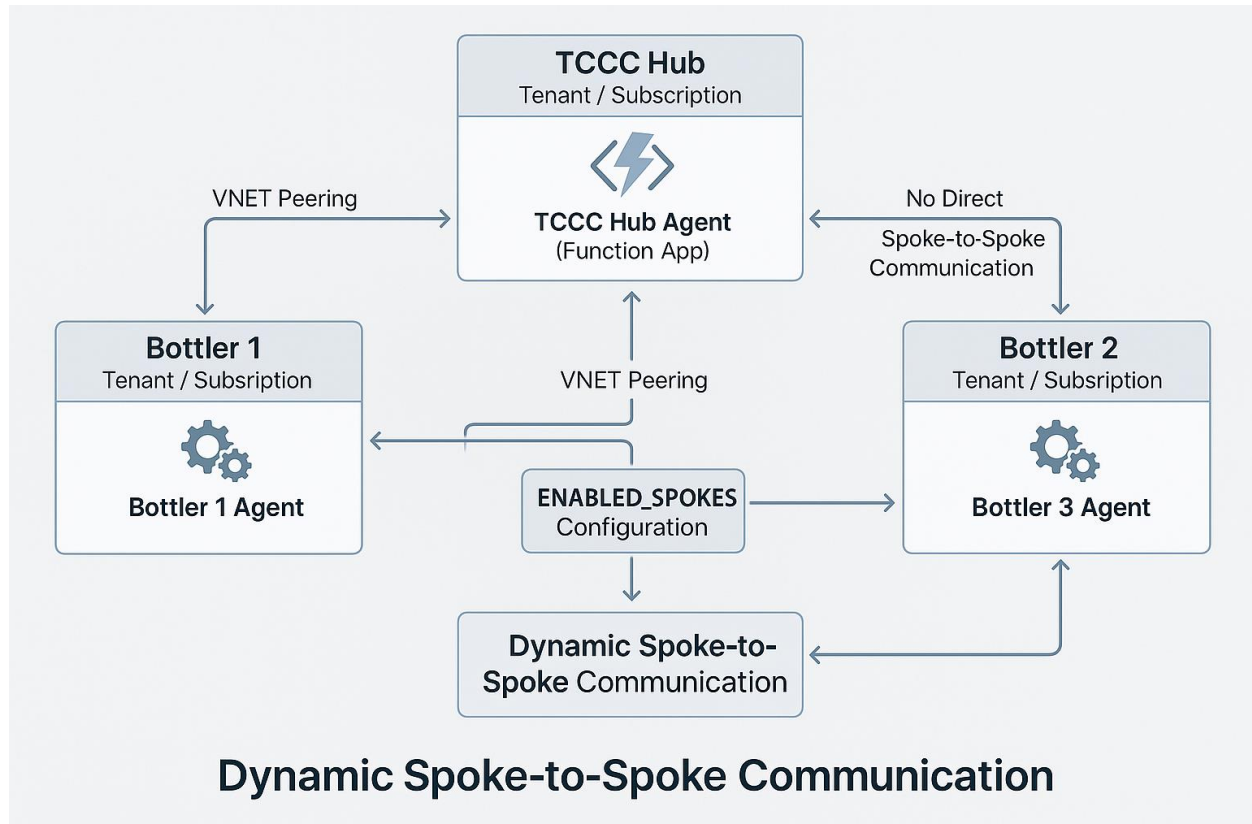 TCCC Hub
Tenant / Subscription
TCCC Hub Agent
(Function App)
VNET Peering
No Direct
Spoke-to-Spoke
Communication
Bottler 1
Tenant / Subsription
Bottler 1 Agent
VNET Peering
Bottler 2
Tenant / Subsription
Bottler 3 Agent
ENABLED_SPOKES
Configuration
Dynamic Spoke-to-
Spoke Communication
Dynamic Spoke-to-Spoke Communication